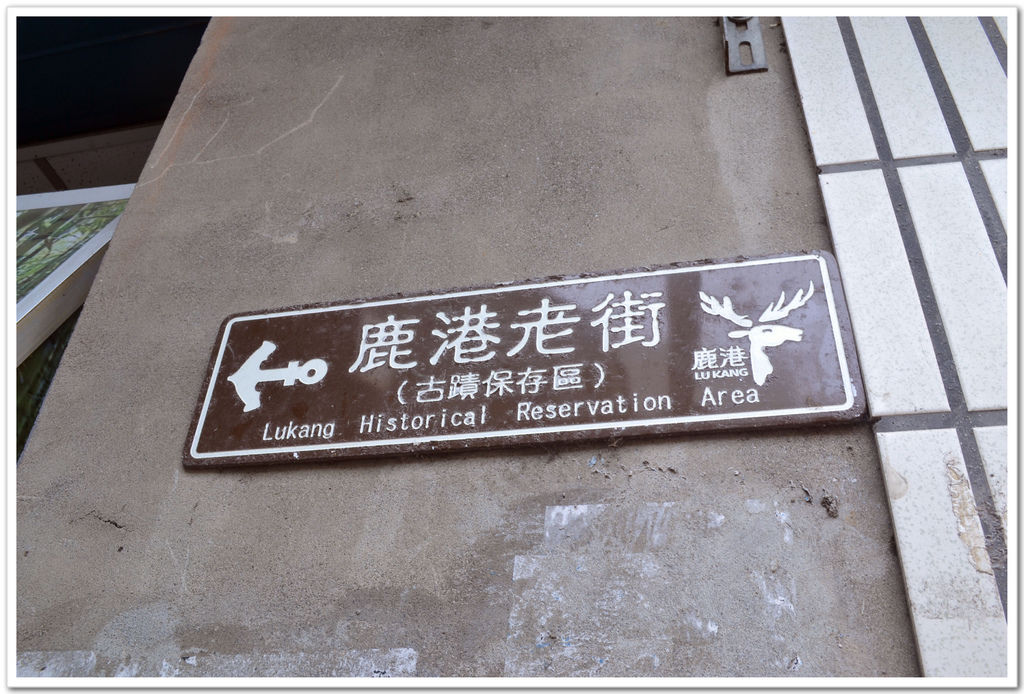 鹿港老街
（古蹟保存區）
Lukang Historical Reservation Area
鹿港
LU KANG